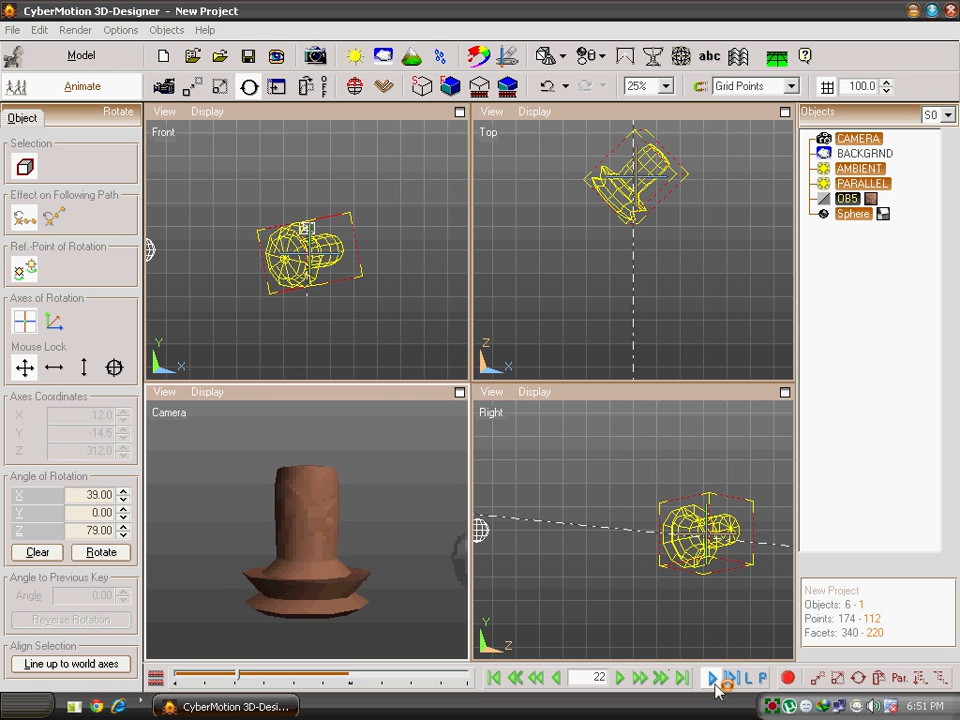 CyberMotion 3D-Designer - New Project
File Edit Render Options Objects Help
Model
abc
Animate
25%
Grid Points
100.0
Object
Rotate
View Display
View Display
Objects
S0
Front
Top
CAMERA
BACKGRND
AMBIENT
PARALLEL
OB5
Sphere
Selection
Effect on Following Path
Ref.-Point of Rotation
Axes of Rotation
Mouse Lock
Y
X
Z
X
View Display
View Display
Camera
Right
Axes Coordinates
X 12.0
Y -14.5
Z 312.0
Angle of Rotation
X 39.00
Y 0.00
Z 79.00
Clear Rotate
Angle to Previous Key
Angle 0.00
Reverse Rotation
Align Selection
Line up to world axes
Y
Z
New Project
Objects: 6 - 1
Points: 174 - 112
Facets: 340 - 220
22
L P
Par.
start
CyberMotion 3D-Desi...
6:51 PM